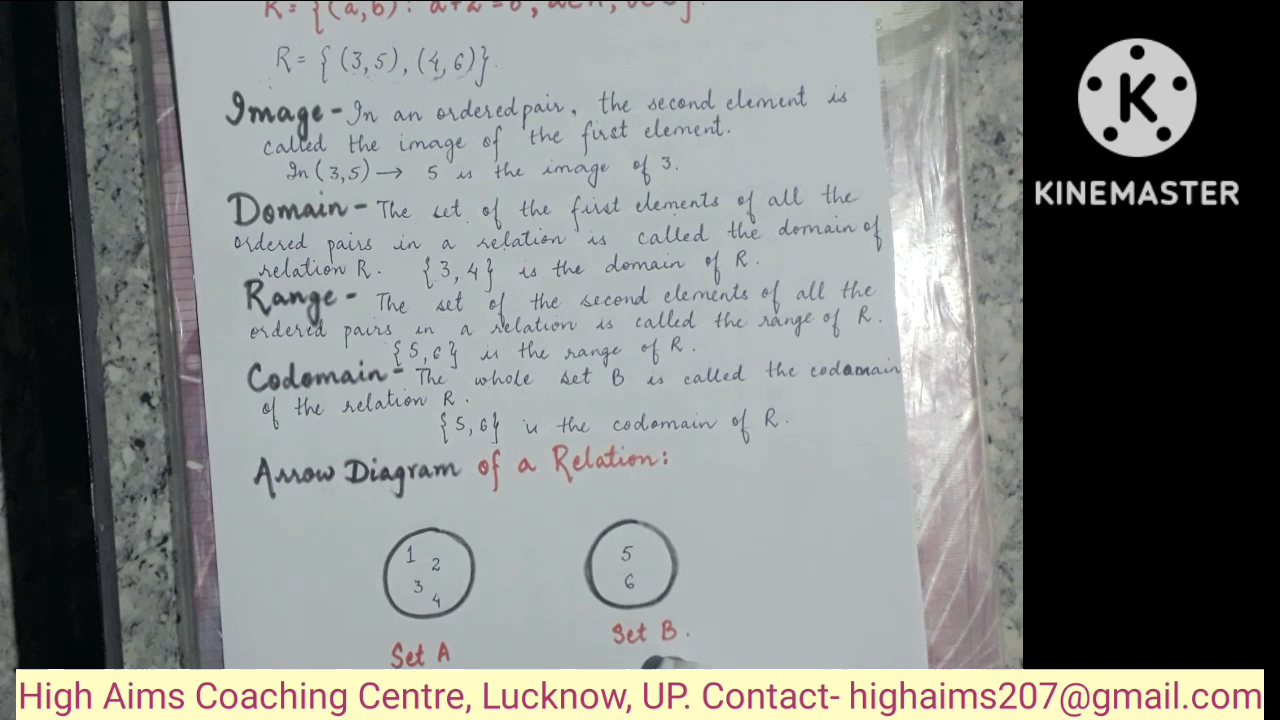 R = {(a,b): a+2=b,
R = { (3,5), (4,6)}.
Image - In an ordered pair, the second element is
called the image of the first element.
In (3,5) → 5 is the image of 3.
Domain - The set of the first elements of all the
ordered pairs in a relation is called the domain of
relation R. {3,4} is the domain of R.
Range - The set of the second elements of all the
ordered pairs in a relation is called the range of R.
{5,6} is the range of R.
Codomain - The whole set B is called the codomain
of the relation R.
{5,6} is the codomain of R.
Arrow Diagram of a Relation:
1 2
3
4
5
6
Set A
Set B.
K
KINEMASTER
High Aims Coaching Centre, Lucknow, UP. Contact- highaims207@gmail.com